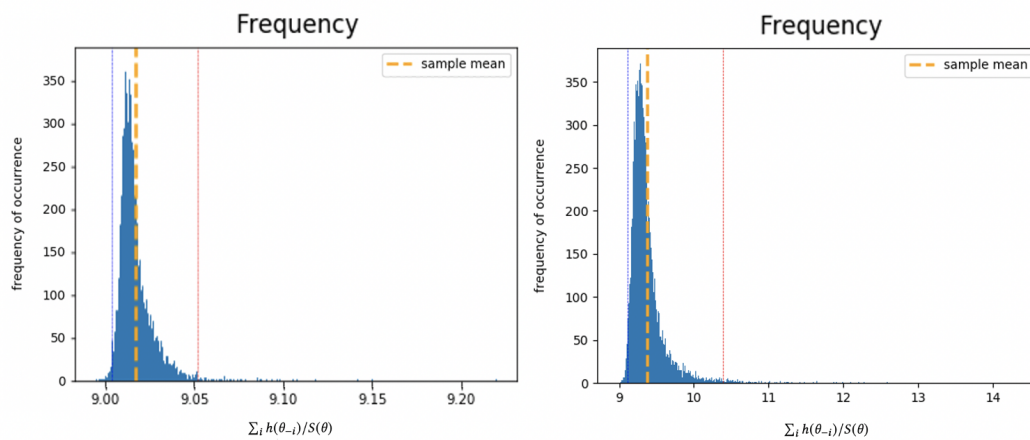 Frequency
sample mean
frequency of occurrence
350
300
250
200
150
100
50
0
9.00 9.05 9.10 9.15 9.20
∑ᵢ h(θ₋ᵢ)/S(θ)
Frequency
sample mean
frequency of occurrence
350
300
250
200
150
100
50
0
9 10 11 12 13 14
∑ᵢ h(θ₋ᵢ)/S(θ)